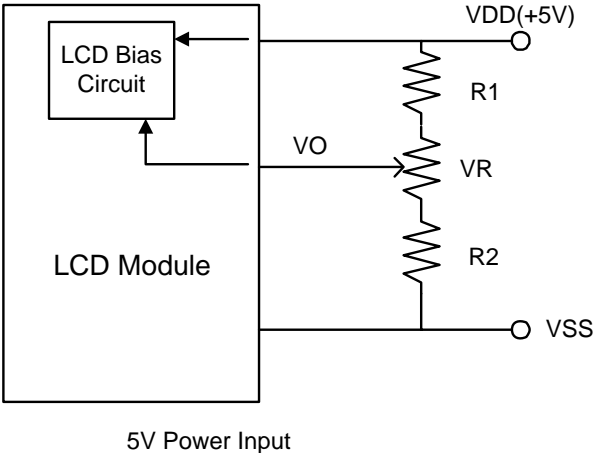 VDD(+5V)
LCD Bias
Circuit
R1
VO
VR
LCD Module
R2
VSS
5V Power Input